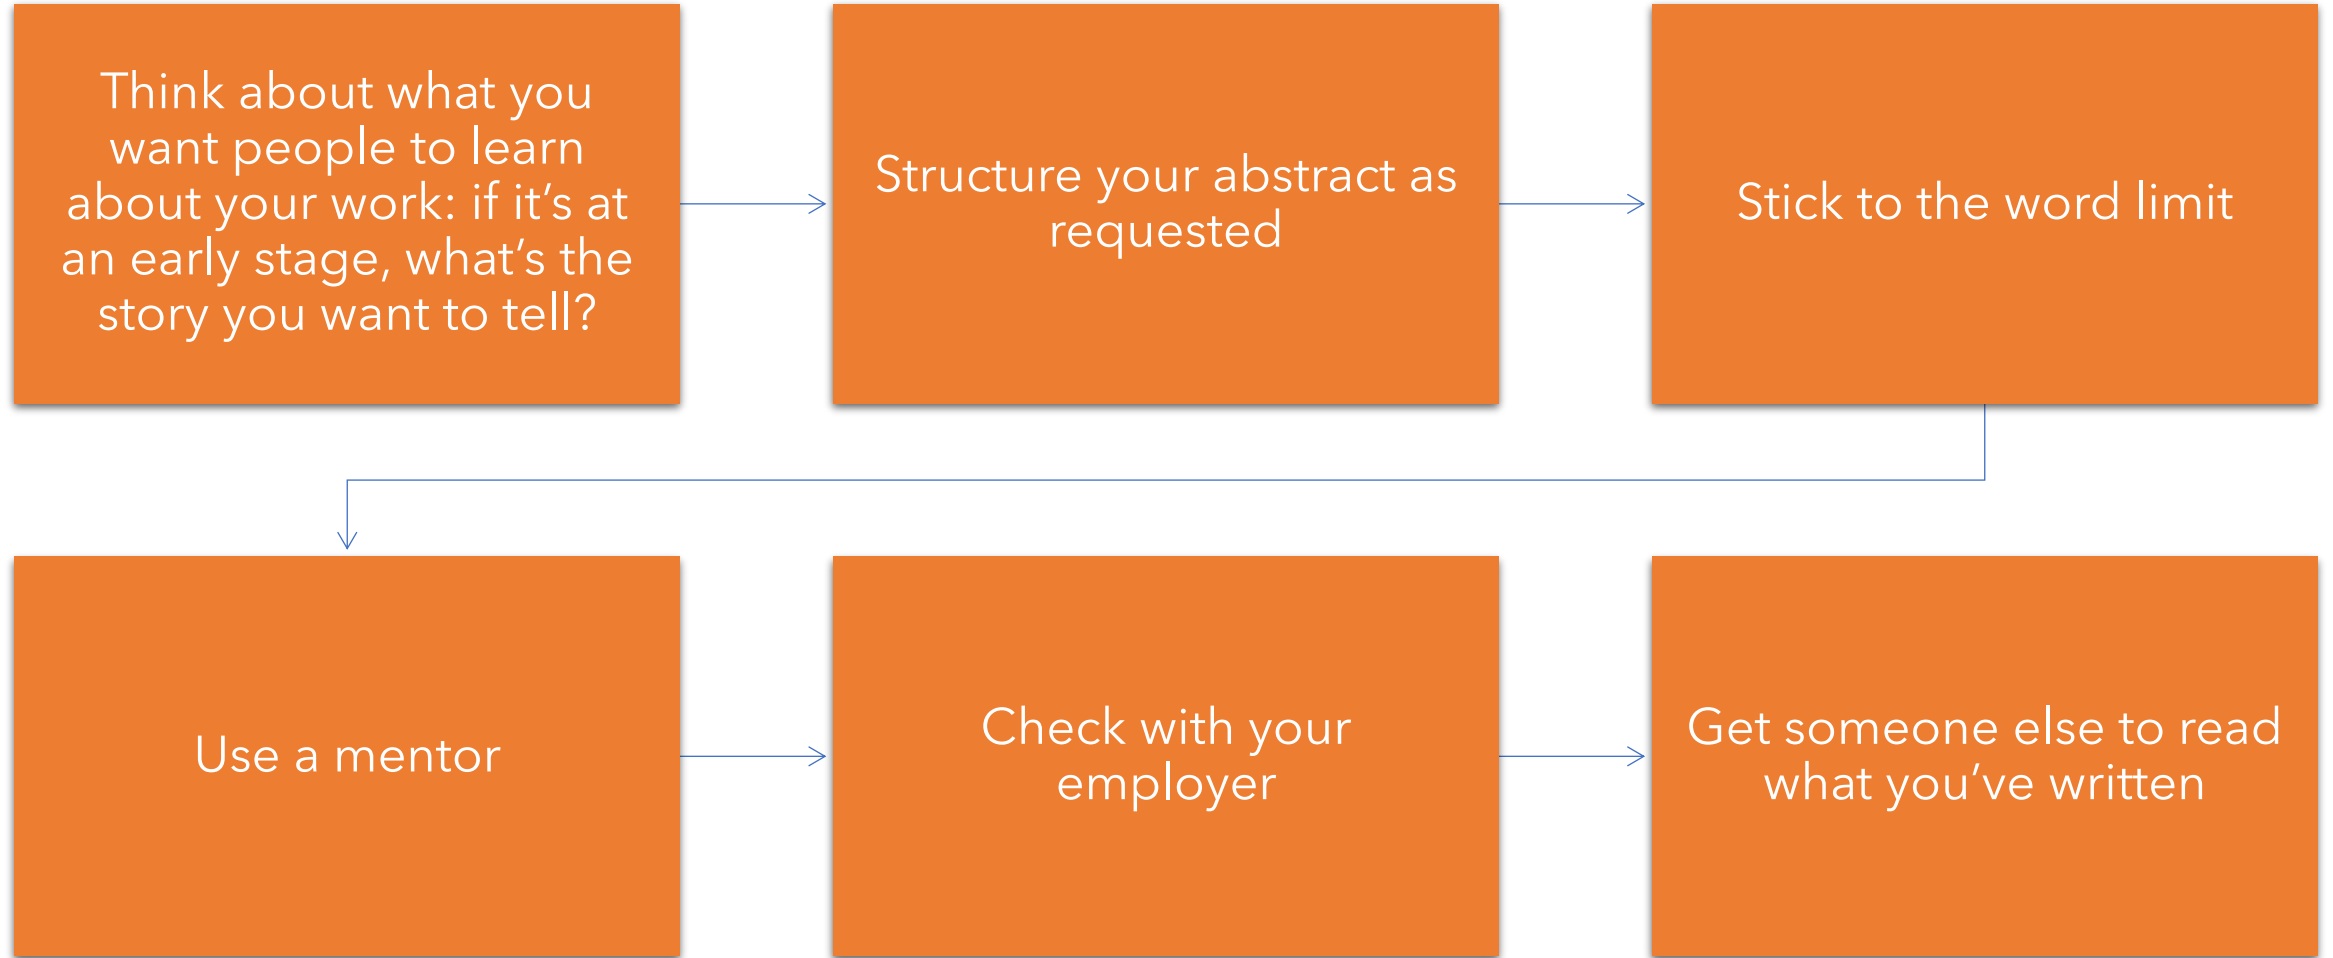 Think about what you
want people to learn
about your work: if it’s at
an early stage, what’s the
story you want to tell?
Structure your abstract as
requested
Stick to the word limit
Use a mentor
Check with your
employer
Get someone else to read
what you’ve written